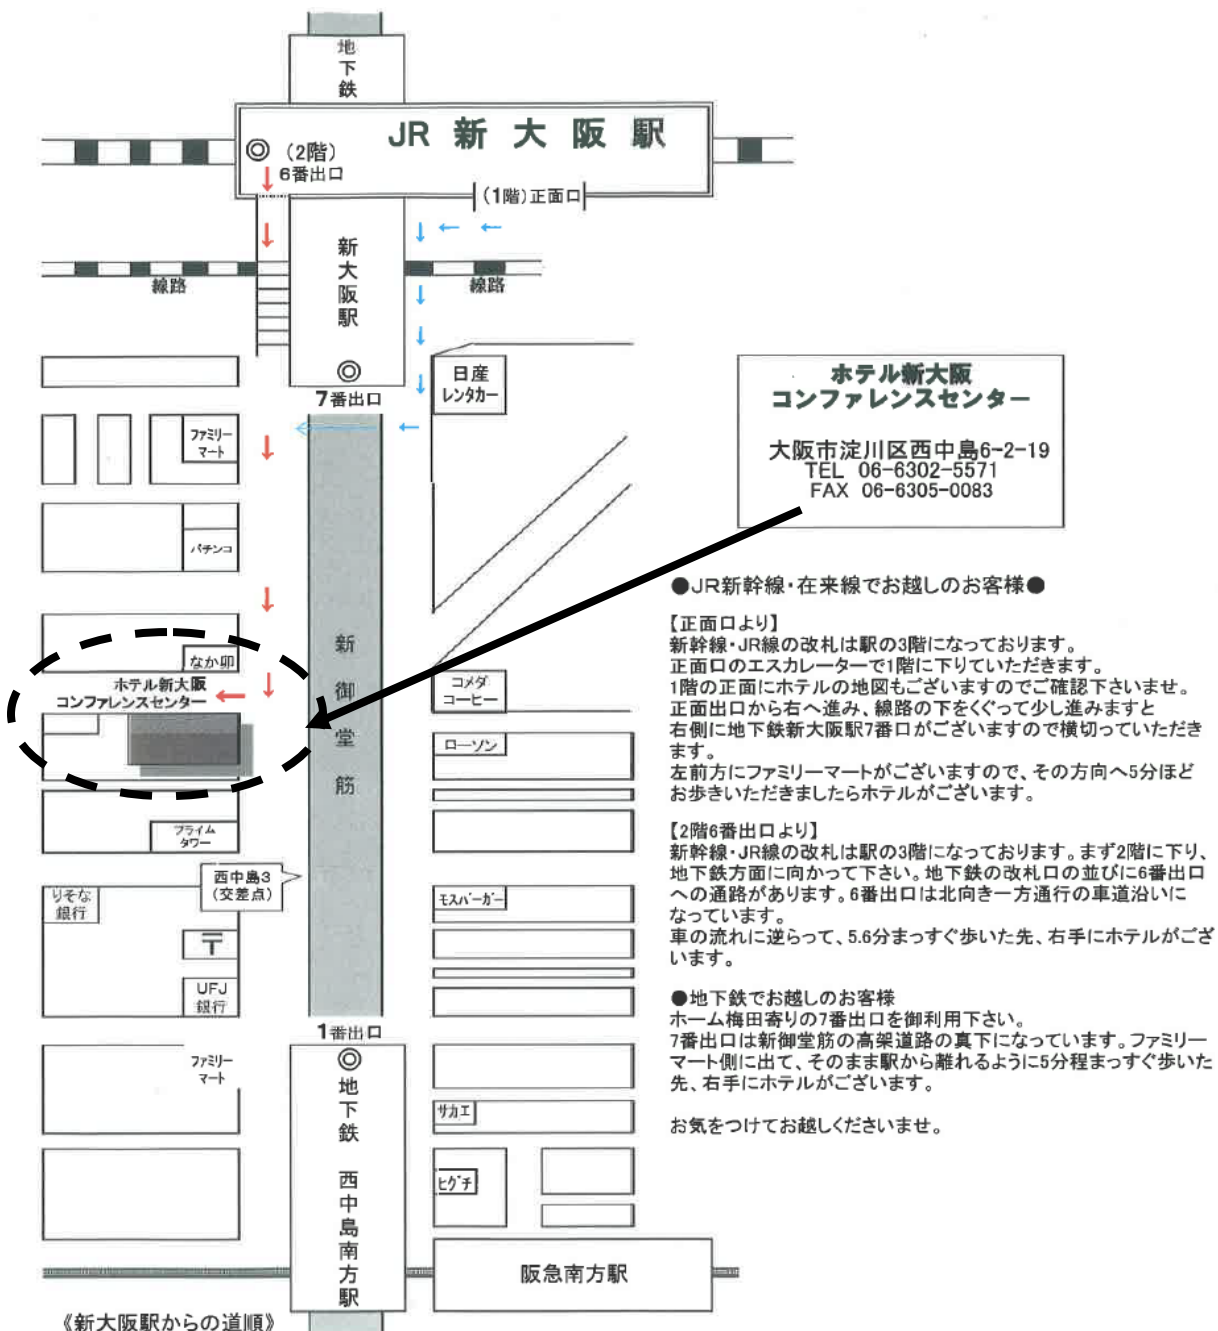 地下鉄
JR 新大阪駅
(2階)
6番出口
(1階)正面口
新大阪駅
線路
線路
7番出口
日産
レンタカー
ホテル新大阪
コンファレンスセンター
大阪市淀川区西中島6-2-19
TEL 06-6302-5571
FAX 06-6305-0083
ファミリー
マート
パチンコ
なか卯
ホテル新大阪
コンファレンスセンター
新御堂筋
コメダ
コーヒー
ローソン
プライム
タワー
西中島3
(交差点)
りそな
銀行
〒
UFJ
銀行
モスバーガー
1番出口
ファミリー
マート
地下鉄 西中島南方駅
サカエ
ヒグチ
阪急南方駅
《新大阪駅からの道順》
●JR新幹線・在来線でお越しのお客様●
【正面口より】
新幹線・JR線の改札は駅の3階になっております。
正面口のエスカレーターで1階に下りていただきます。
1階の正面にホテルの地図もございますのでご確認下さいませ。
正面出口から右へ進み、線路の下をくぐって少し進みますと
右側に地下鉄新大阪駅7番口がございますので横切っていただき
ます。
左前方にファミリーマートがございますので、その方向へ5分ほど
お歩きいただきましたらホテルがございます。
【2階6番出口より】
新幹線・JR線の改札は駅の3階になっております。まず2階に下り、
地下鉄方面に向かって下さい。地下鉄の改札口の並びに6番出口
への通路があります。6番出口は北向き一方通行の車道沿いに
なっています。
車の流れに逆らって、5.6分まっすぐ歩いた先、右手にホテルがござ
います。
●地下鉄でお越しのお客様
ホーム梅田寄りの7番出口を御利用下さい。
7番出口は新御堂筋の高架道路の真下になっています。ファミリー
マート側に出て、そのまま駅から離れるように5分程まっすぐ歩いた
先、右手にホテルがございます。
お気をつけてお越しくださいませ。